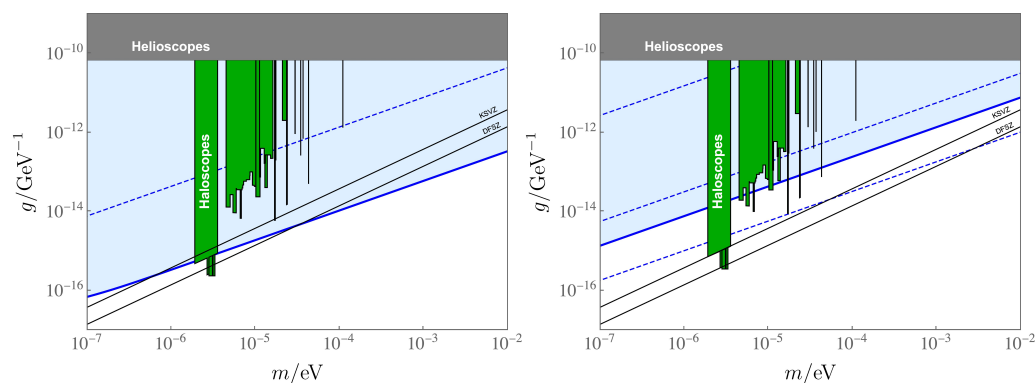 Helioscopes
Haloscopes
KSVZ
DFSZ
10^{-10}
10^{-12}
10^{-14}
10^{-16}
g/GeV^{-1}
10^{-7}
10^{-6}
10^{-5}
10^{-4}
10^{-3}
10^{-2}
m/eV
Helioscopes
Haloscopes
KSVZ
DFSZ
10^{-10}
10^{-12}
10^{-14}
10^{-16}
g/GeV^{-1}
10^{-7}
10^{-6}
10^{-5}
10^{-4}
10^{-3}
10^{-2}
m/eV